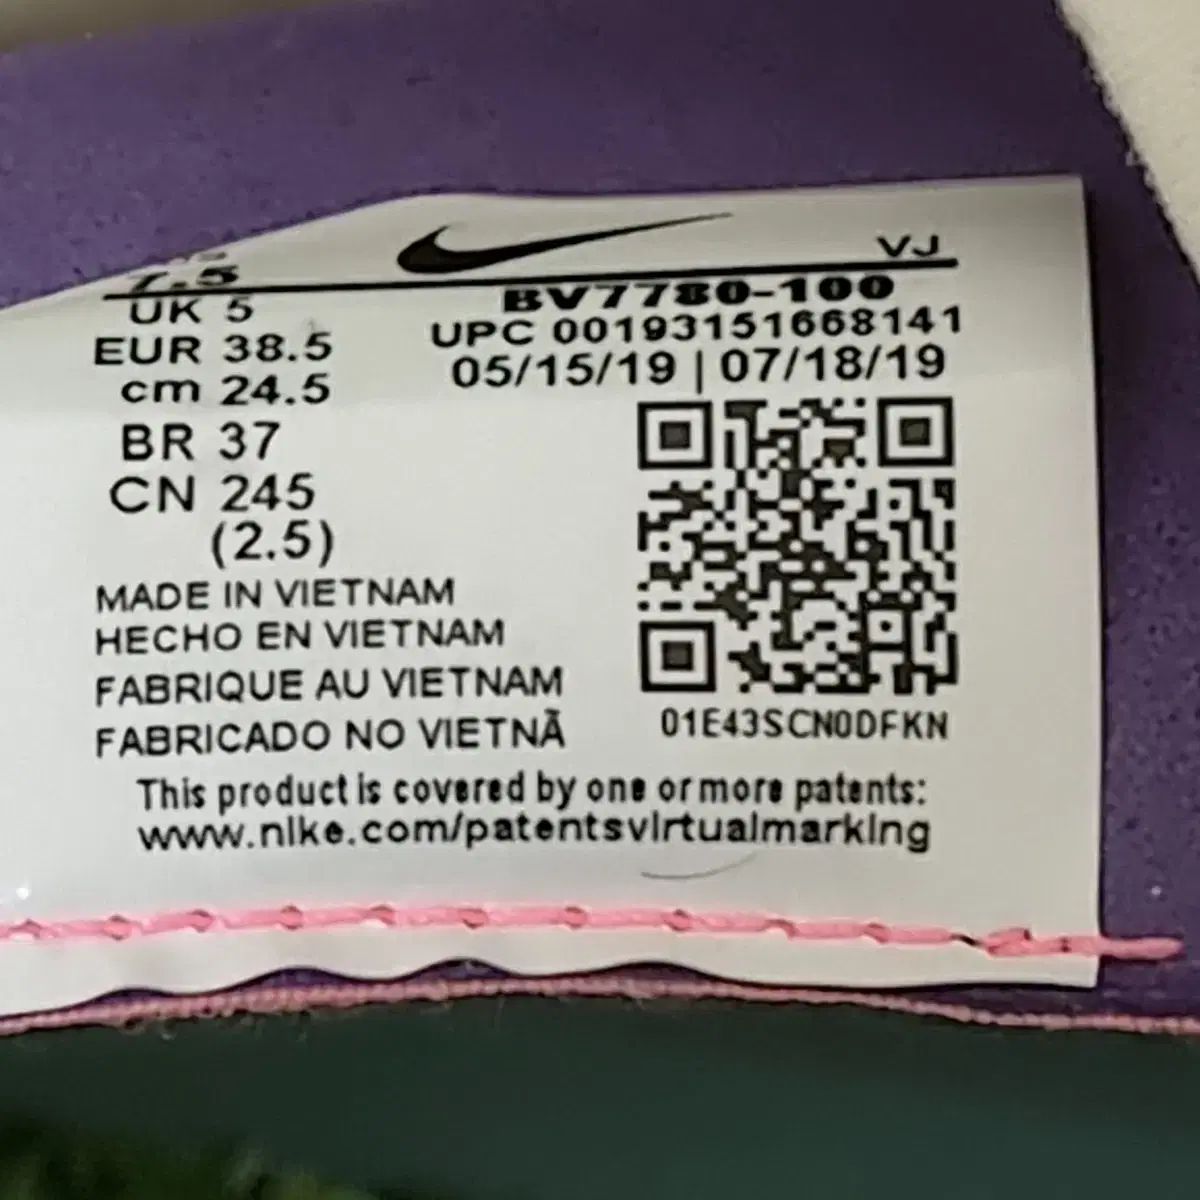 VJ
7.5
UK 5
EUR 38.5
cm 24.5
BR 37
CN 245
(2.5)
BV7780-100
UPC 00193151668141
05/15/19 | 07/18/19
01E43SCN0DFKN
MADE IN VIETNAM
HECHO EN VIETNAM
FABRIQUE AU VIETNAM
FABRICADO NO VIETNÃ
This product is covered by one or more patents:
www.nike.com/patentsvirtualmarking